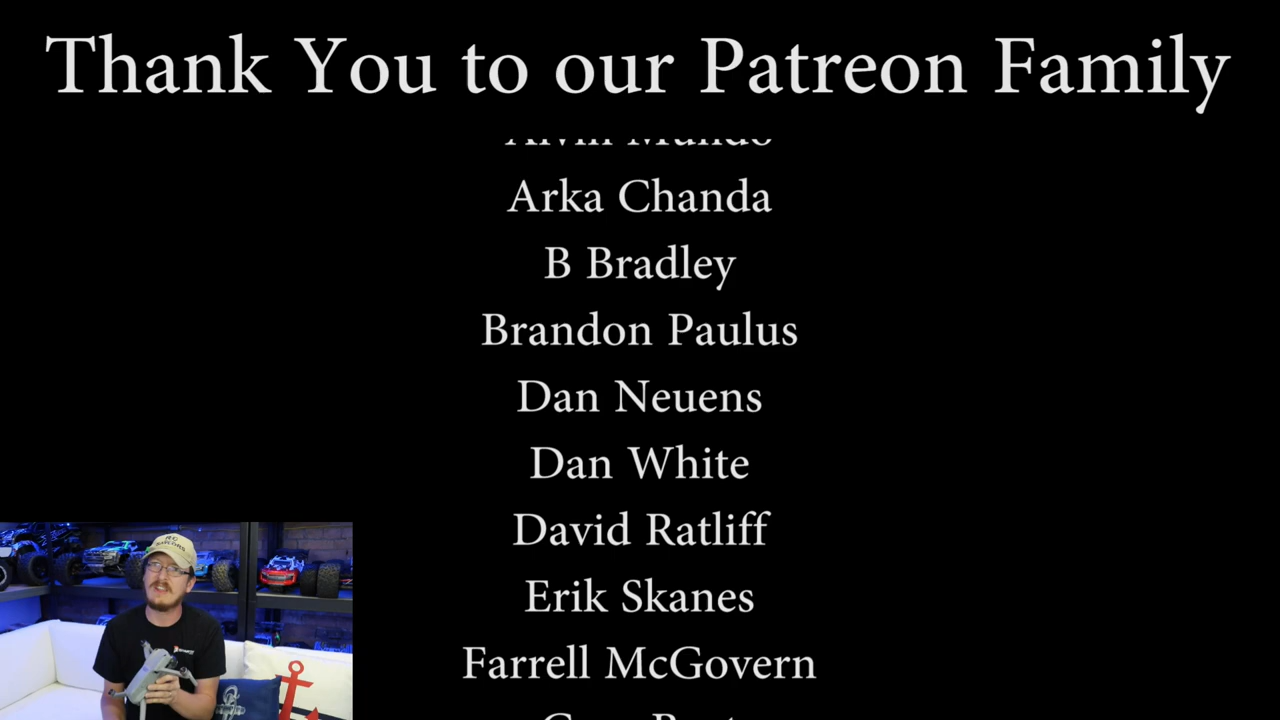 Thank You to our Patreon Family
Arka Chanda
B Bradley
Brandon Paulus
Dan Neuens
Dan White
David Ratliff
Erik Skanes
Farrell McGovern